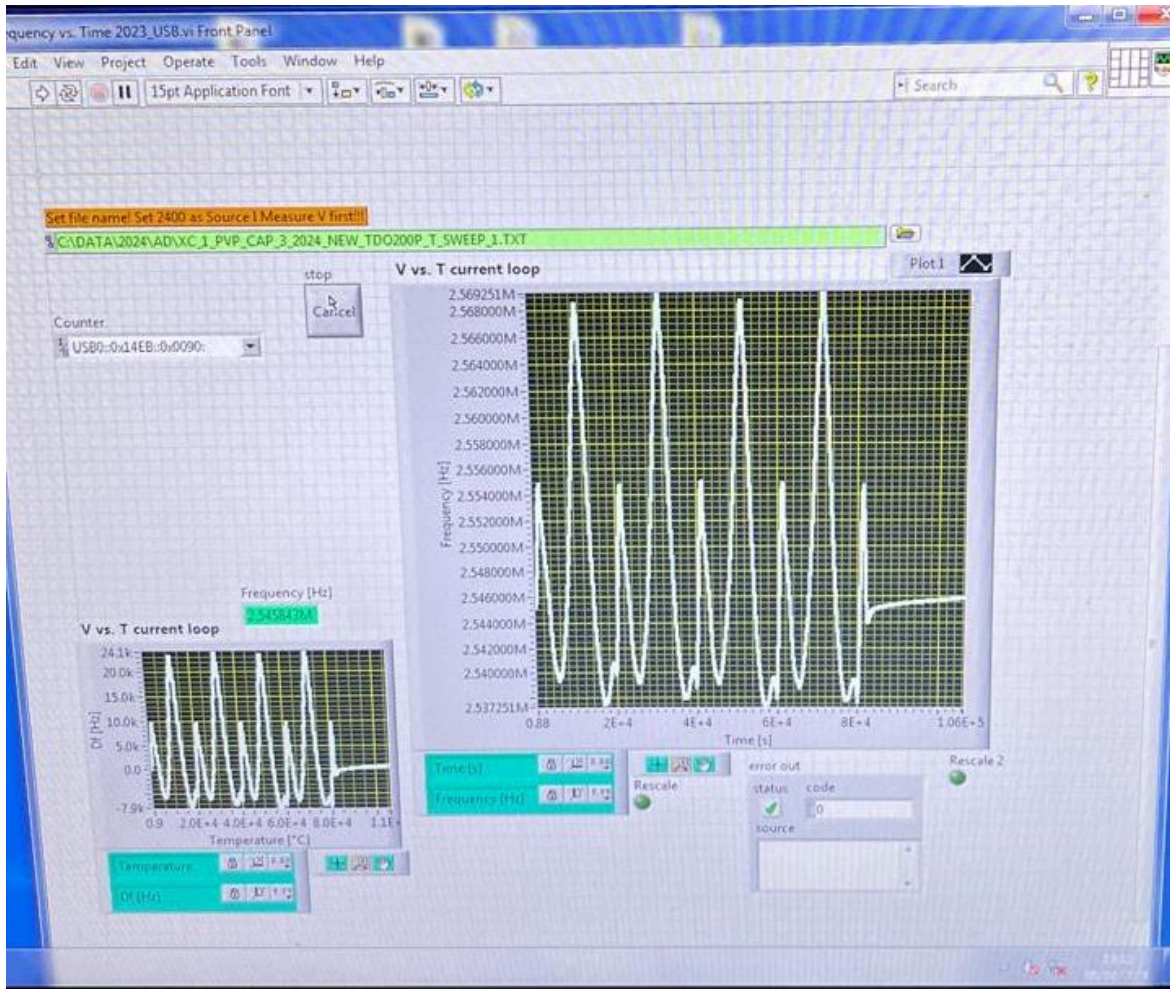 equency vs. Time 2023_USB.vi Front Panel
Edit View Project Operate Tools Window Help
15pt Application Font
Search
Set file name! Set 2400 as Source I Measure V first!!!
C:\DATA\2024\AD\XC_1_PVP_CAP_3_2024_NEW_TDO200P_T_SWEEP_1.TXT
stop
Cancel
Counter
USB0::0x14EB::0x0090:
V vs. T current loop
Plot 1
2.569251M
2.568000M
2.566000M
2.564000M
2.562000M
2.560000M
2.558000M
2.556000M
2.554000M
2.552000M
2.550000M
2.548000M
2.546000M
2.544000M
2.542000M
2.540000M
2.537251M
Frequency [Hz]
0.88 2E+4 4E+4 6E+4 8E+4 1.06E+5
Time [s]
Frequency [Hz]
2.545847M
V vs. T current loop
24.1k
20.0k
15.0k
10.0k
5.0k
0.0
-7.9k
Df [Hz]
0.9 2.0E+4 4.0E+4 6.0E+4 8.0E+4 1.1E+
Temperature [°C]
Temperature
Df (Hz)
Time [s]
Frequency [Hz]
Rescale
error out
status code
0
source
Rescale 2